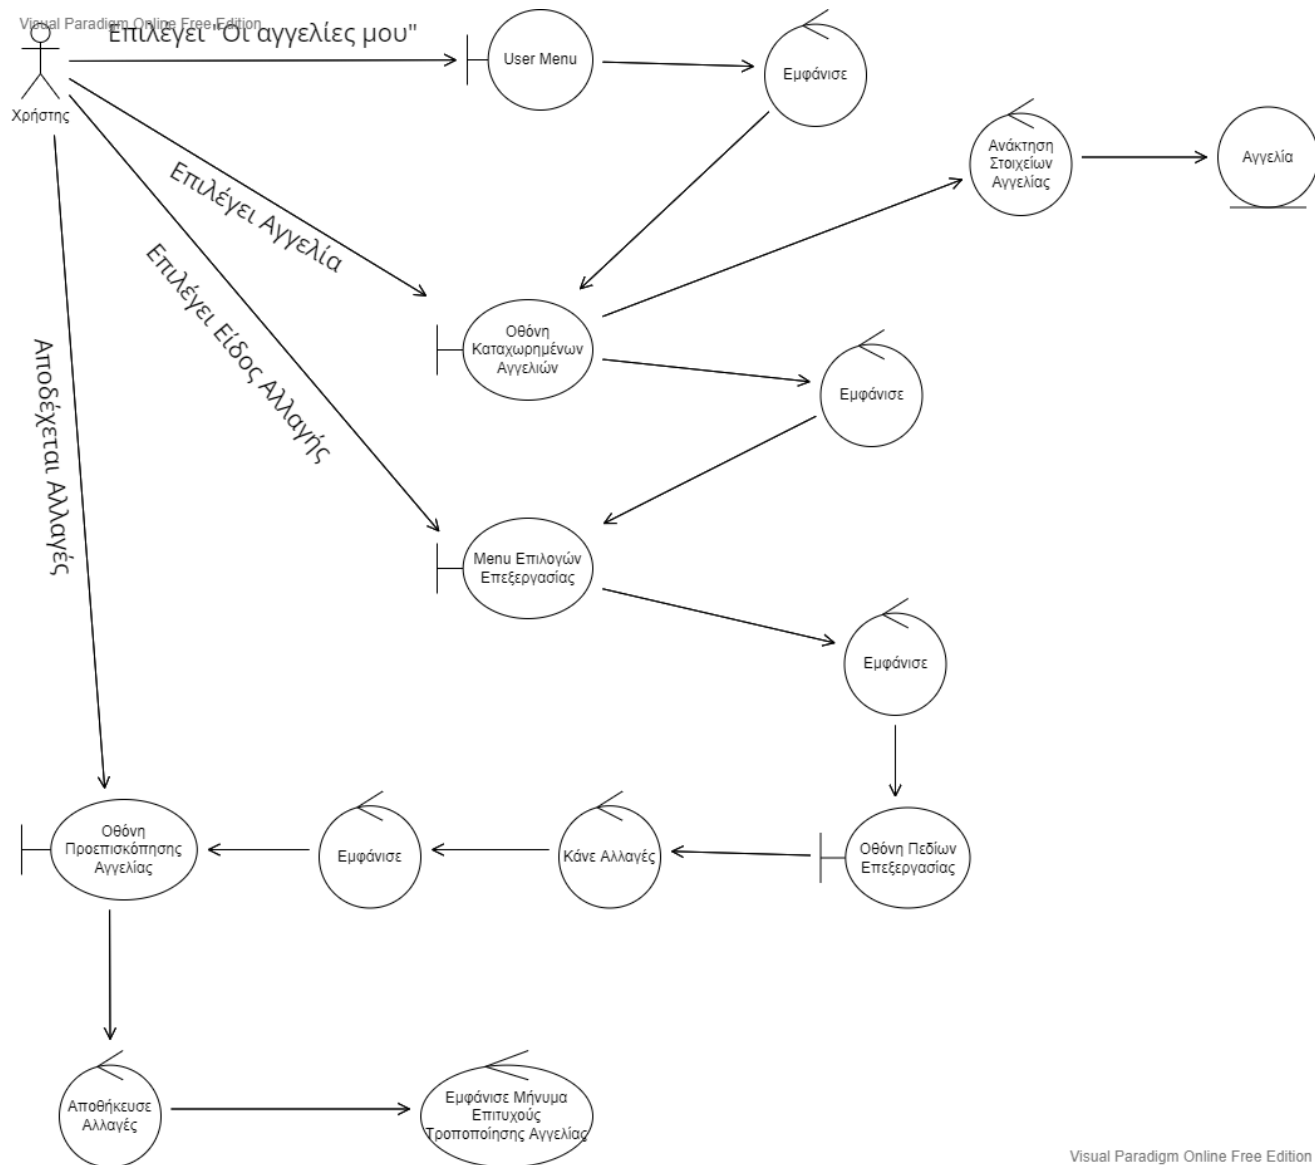 Visual Paradigm Online Free Edition
Επιλέγει "Οι αγγελίες μου"
User Menu
Εμφάνισε
Χρήστης
Ανάκτηση
Στοιχείων
Αγγελίας
Αγγελία
Επιλέγει Αγγελία
Επιλέγει Είδος Αλλαγής
Αποδέχεται Αλλαγές
Οθόνη
Καταχωρημένων
Αγγελιών
Εμφάνισε
Menu Επιλογών
Επεξεργασίας
Εμφάνισε
Οθόνη
Προεπισκόπησης
Αγγελίας
Εμφάνισε
Κάνε Αλλαγές
Οθόνη Πεδίων
Επεξεργασίας
Αποθήκευσε
Αλλαγές
Εμφάνισε Μήνυμα
Επιτυχούς
Τροποποίησης Αγγελίας
Visual Paradigm Online Free Edition